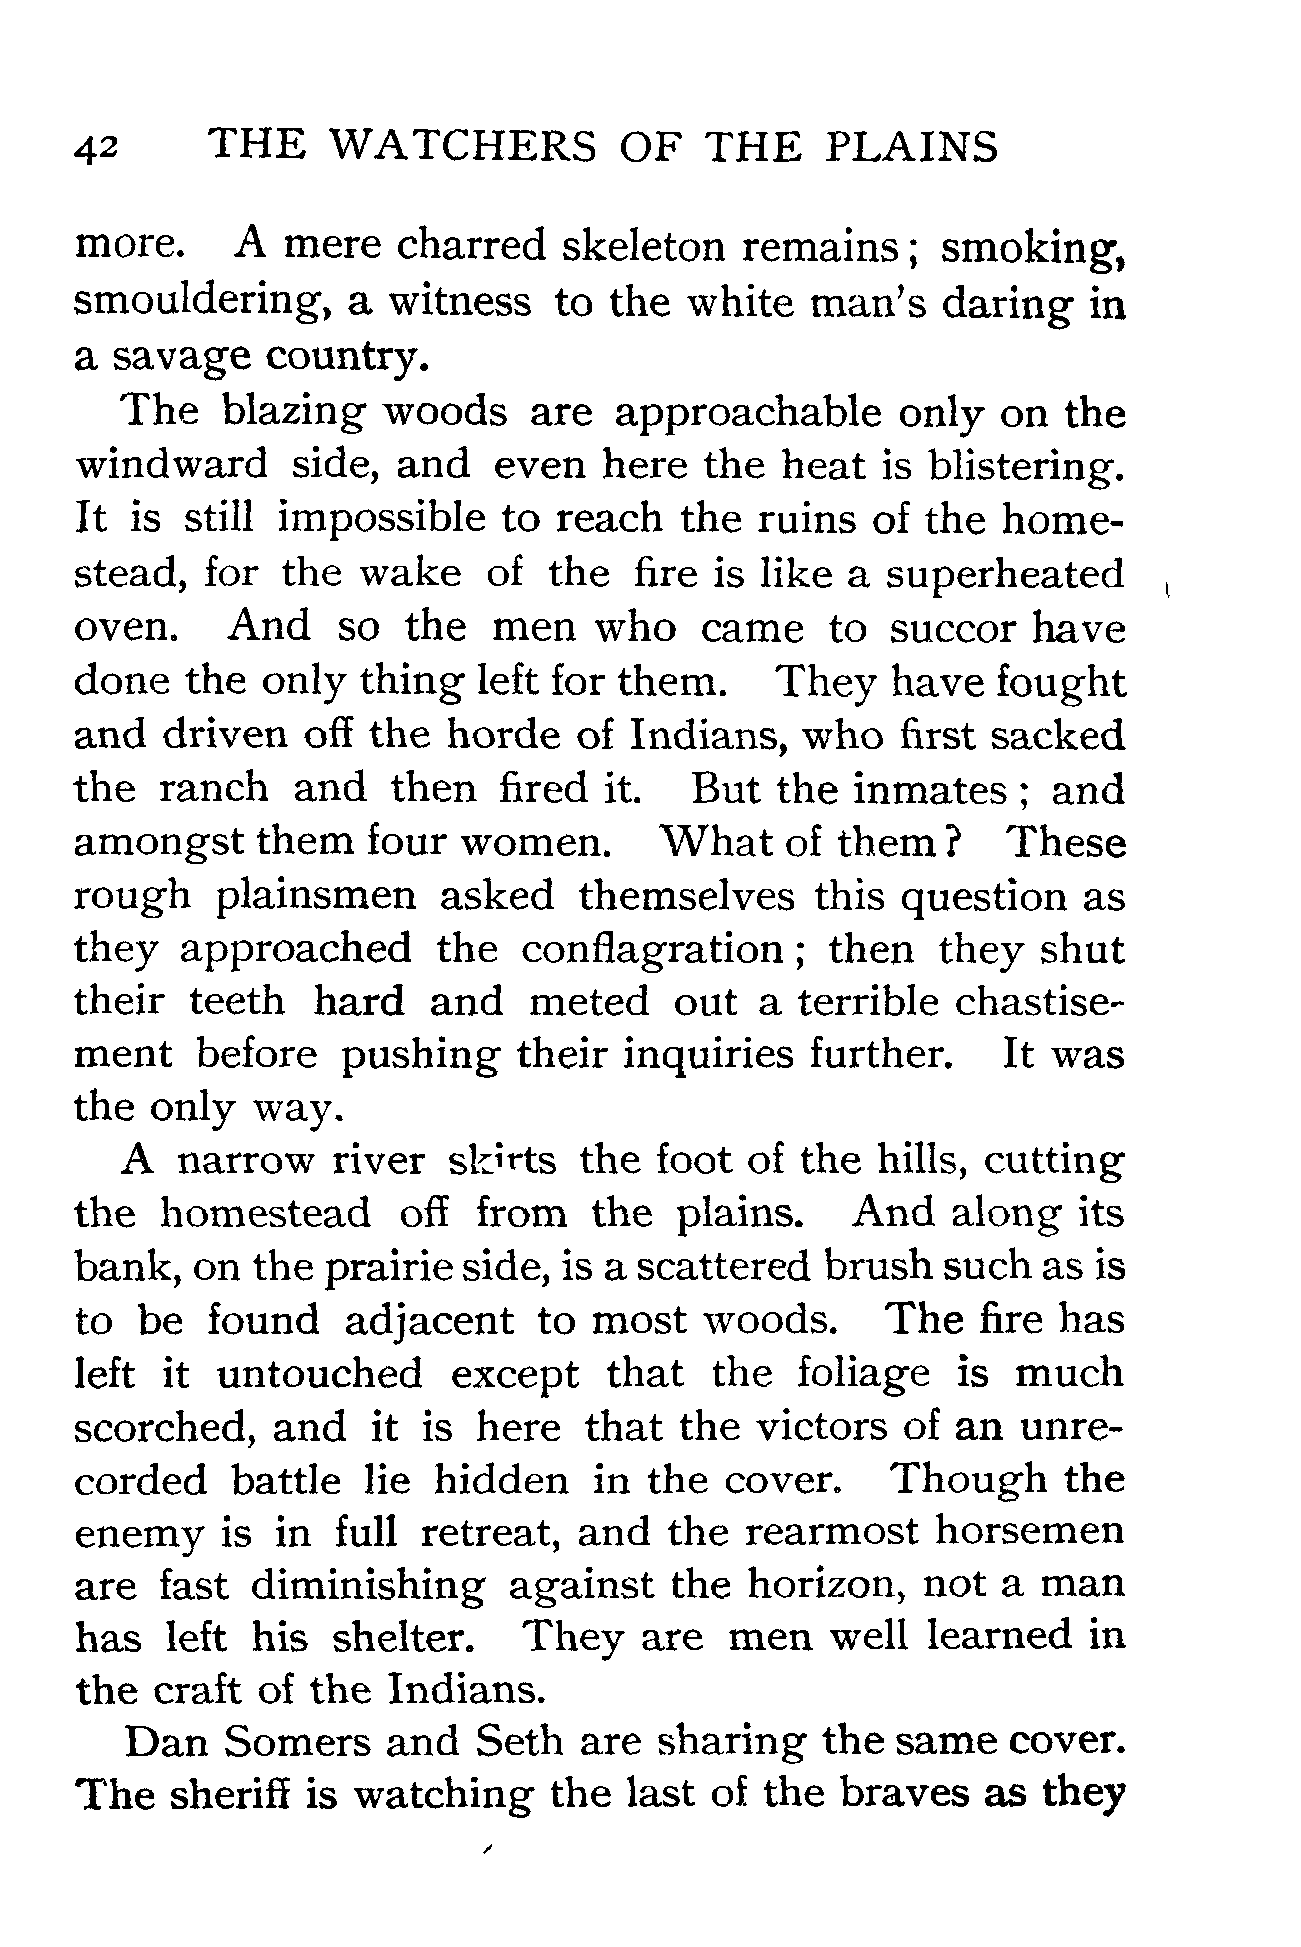 42 THE WATCHERS OF THE PLAINS
more. A mere charred skeleton remains; smoking,
smouldering, a witness to the white man's daring in
a savage country.
The blazing woods are approachable only on the
windward side, and even here the heat is blistering.
It is still impossible to reach the ruins of the home-
stead, for the wake of the fire is like a superheated
oven. And so the men who came to succor have
done the only thing left for them. They have fought
and driven off the horde of Indians, who first sacked
the ranch and then fired it. But the inmates; and
amongst them four women. What of them? These
rough plainsmen asked themselves this question as
they approached the conflagration; then they shut
their teeth hard and meted out a terrible chastise-
ment before pushing their inquiries further. It was
the only way.
A narrow river skirts the foot of the hills, cutting
the homestead off from the plains. And along its
bank, on the prairie side, is a scattered brush such as is
to be found adjacent to most woods. The fire has
left it untouched except that the foliage is much
scorched, and it is here that the victors of an unre-
corded battle lie hidden in the cover. Though the
enemy is in full retreat, and the rearmost horsemen
are fast diminishing against the horizon, not a man
has left his shelter. They are men well learned in
the craft of the Indians.
Dan Somers and Seth are sharing the same cover.
The sheriff is watching the last of the braves as they